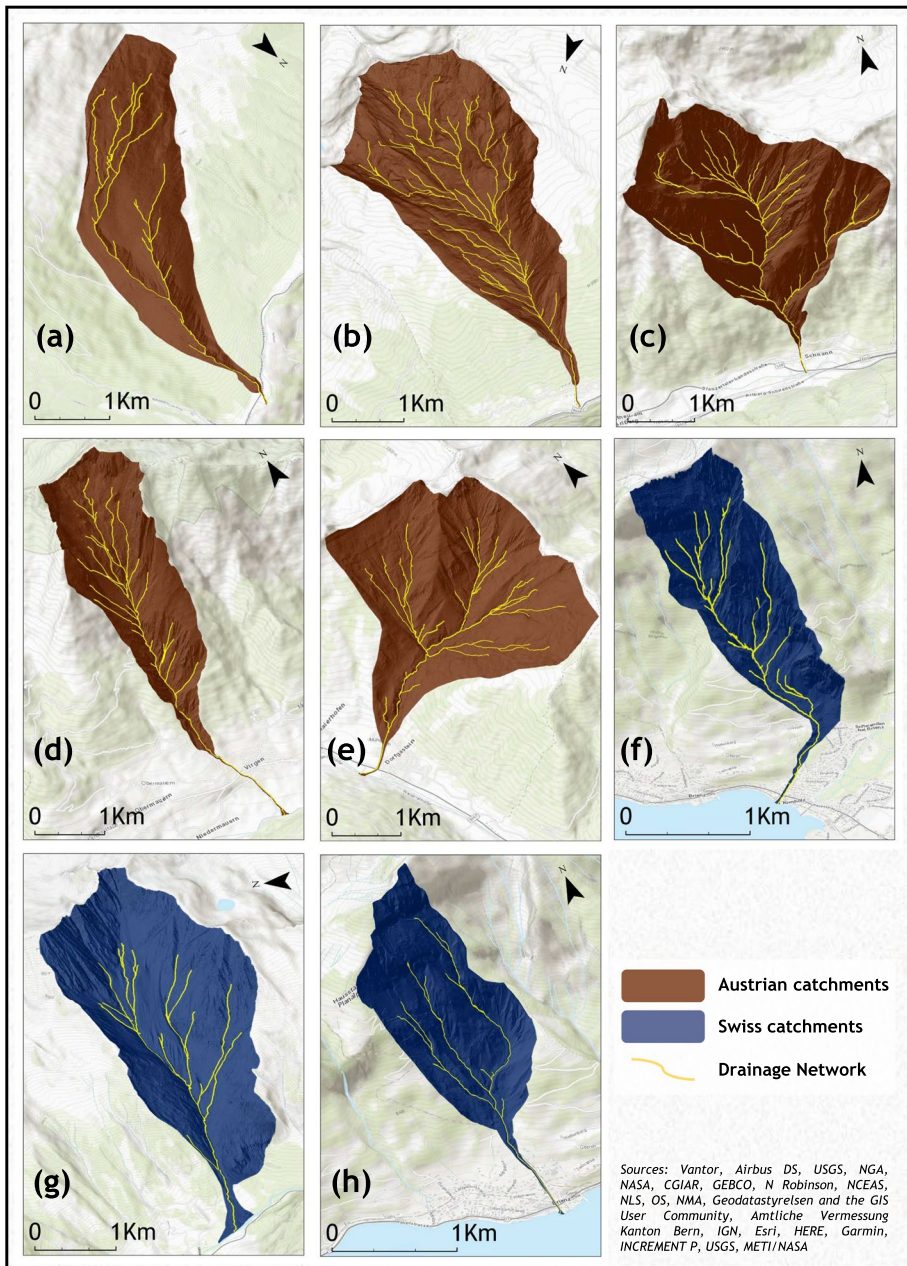 N
N
N
(a)
(b)
(c)
Schnann
0 1Km
0 1Km
0 1Km
N
N
N
(d)
(e)
(f)
Virgen
Obermauern
Obermauern
Niedermauern
Dorfgastein
0 1Km
0 1Km
0 1Km
N
N
(g)
(h)
0 1Km
0 1Km
Austrian catchments
Swiss catchments
Drainage Network
Sources: Vantor, Airbus DS, USGS, NGA,
NASA, CGIAR, GEBCO, N Robinson, NCEAS,
NLS, OS, NMA, Geodatastyrelsen and the GIS
User Community, Amtliche Vermessung
Kanton Bern, IGN, Esri, HERE, Garmin,
INCREMENT P, USGS, METI/NASA